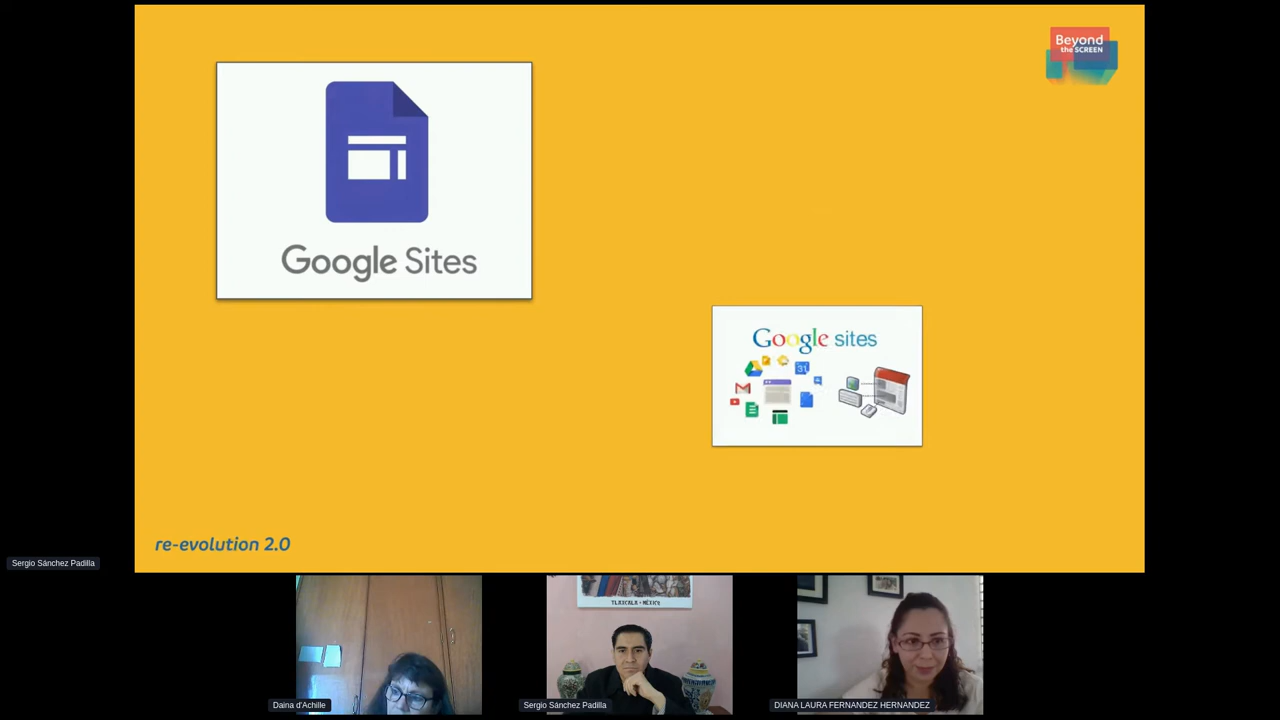 Beyond
the SCREEN
Google Sites
Google sites
31
re-evolution 2.0
Sergio Sánchez Padilla
TLAXCALA • MÉXICO
Daina d'Achille
Sergio Sánchez Padilla
DIANA LAURA FERNANDEZ HERNANDEZ